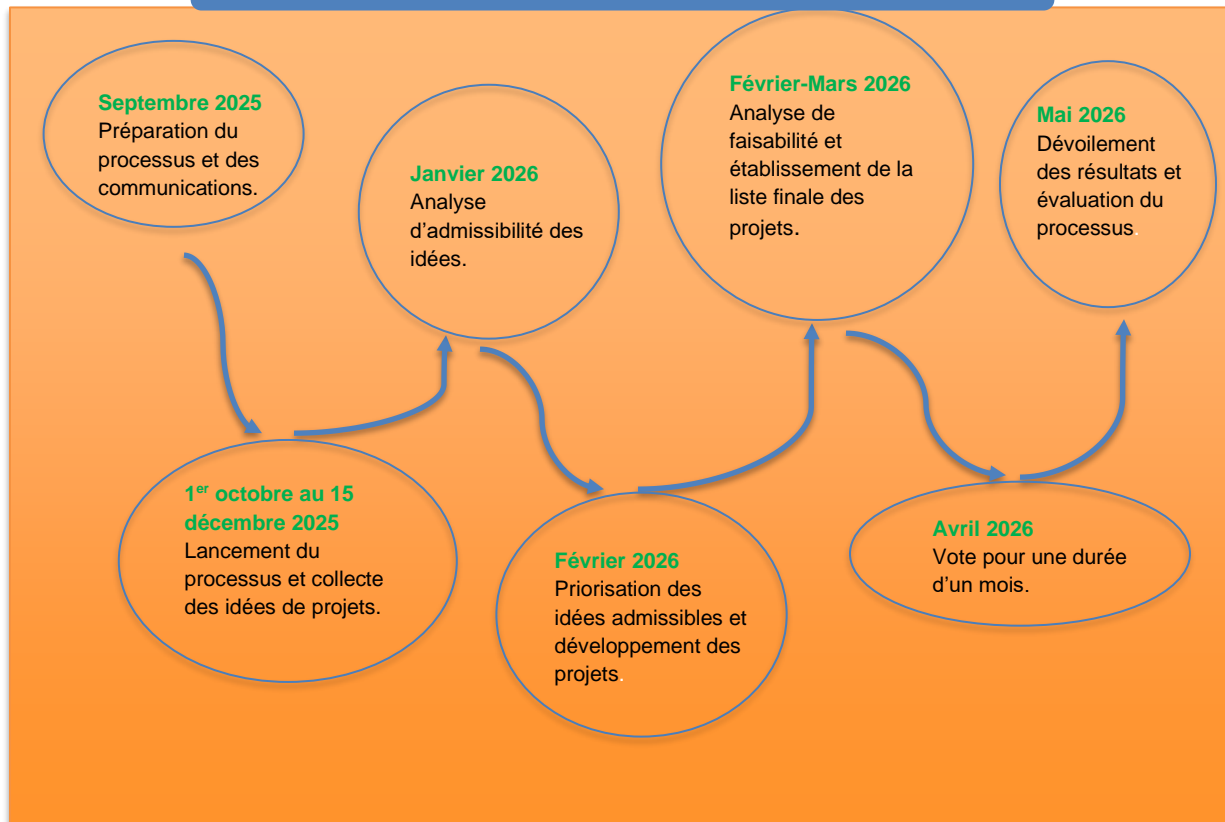 Septembre 2025
Préparation du
processus et des
communications.
1er octobre au 15
décembre 2025
Lancement du
processus et collecte
des idées de projets.
Janvier 2026
Analyse
d’admissibilité des
idées.
Février 2026
Priorisation des
idées admissibles et
développement des
projets.
Février-Mars 2026
Analyse de
faisabilité et
établissement de la
liste finale des
projets.
Avril 2026
Vote pour une durée
d’un mois.
Mai 2026
Dévoilement
des résultats et
évaluation du
processus.